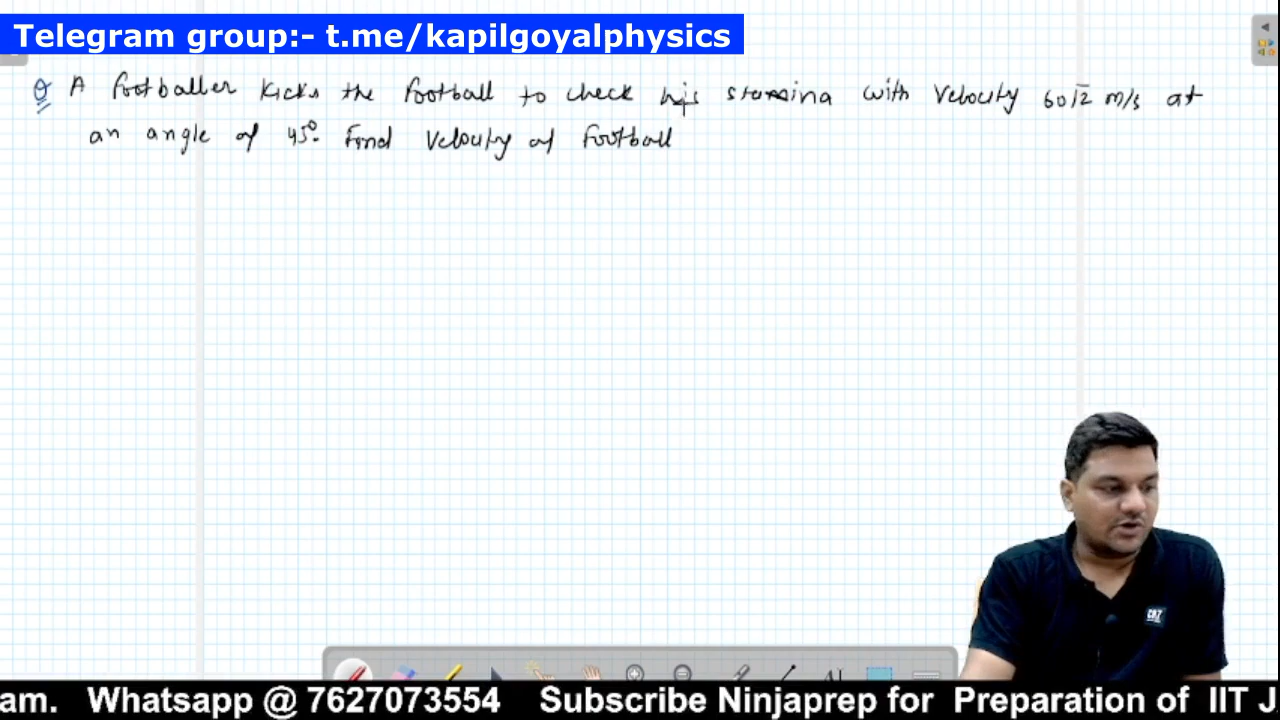 Telegram group:- t.me/kapilgoyalphysics
Q A footballer kicks the football to check his stamina with velocity 60√2 m/s at
an angle of 45° Find velocity of football
CBZ
am. Whatsapp @ 7627073554 Subscribe Ninjaprep for Preparation of IIT J